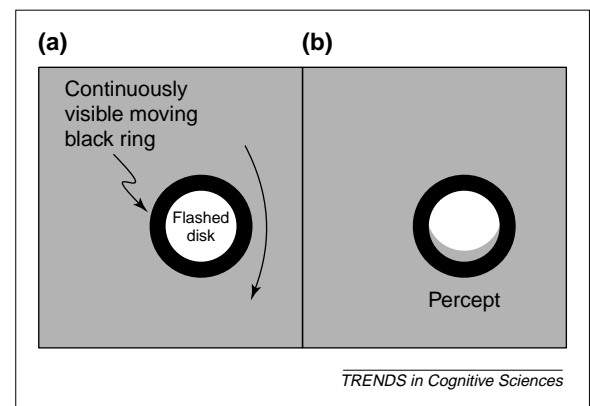 (a)
(b)
Continuously
visible moving
black ring
Flashed
disk
Percept
TRENDS in Cognitive Sciences